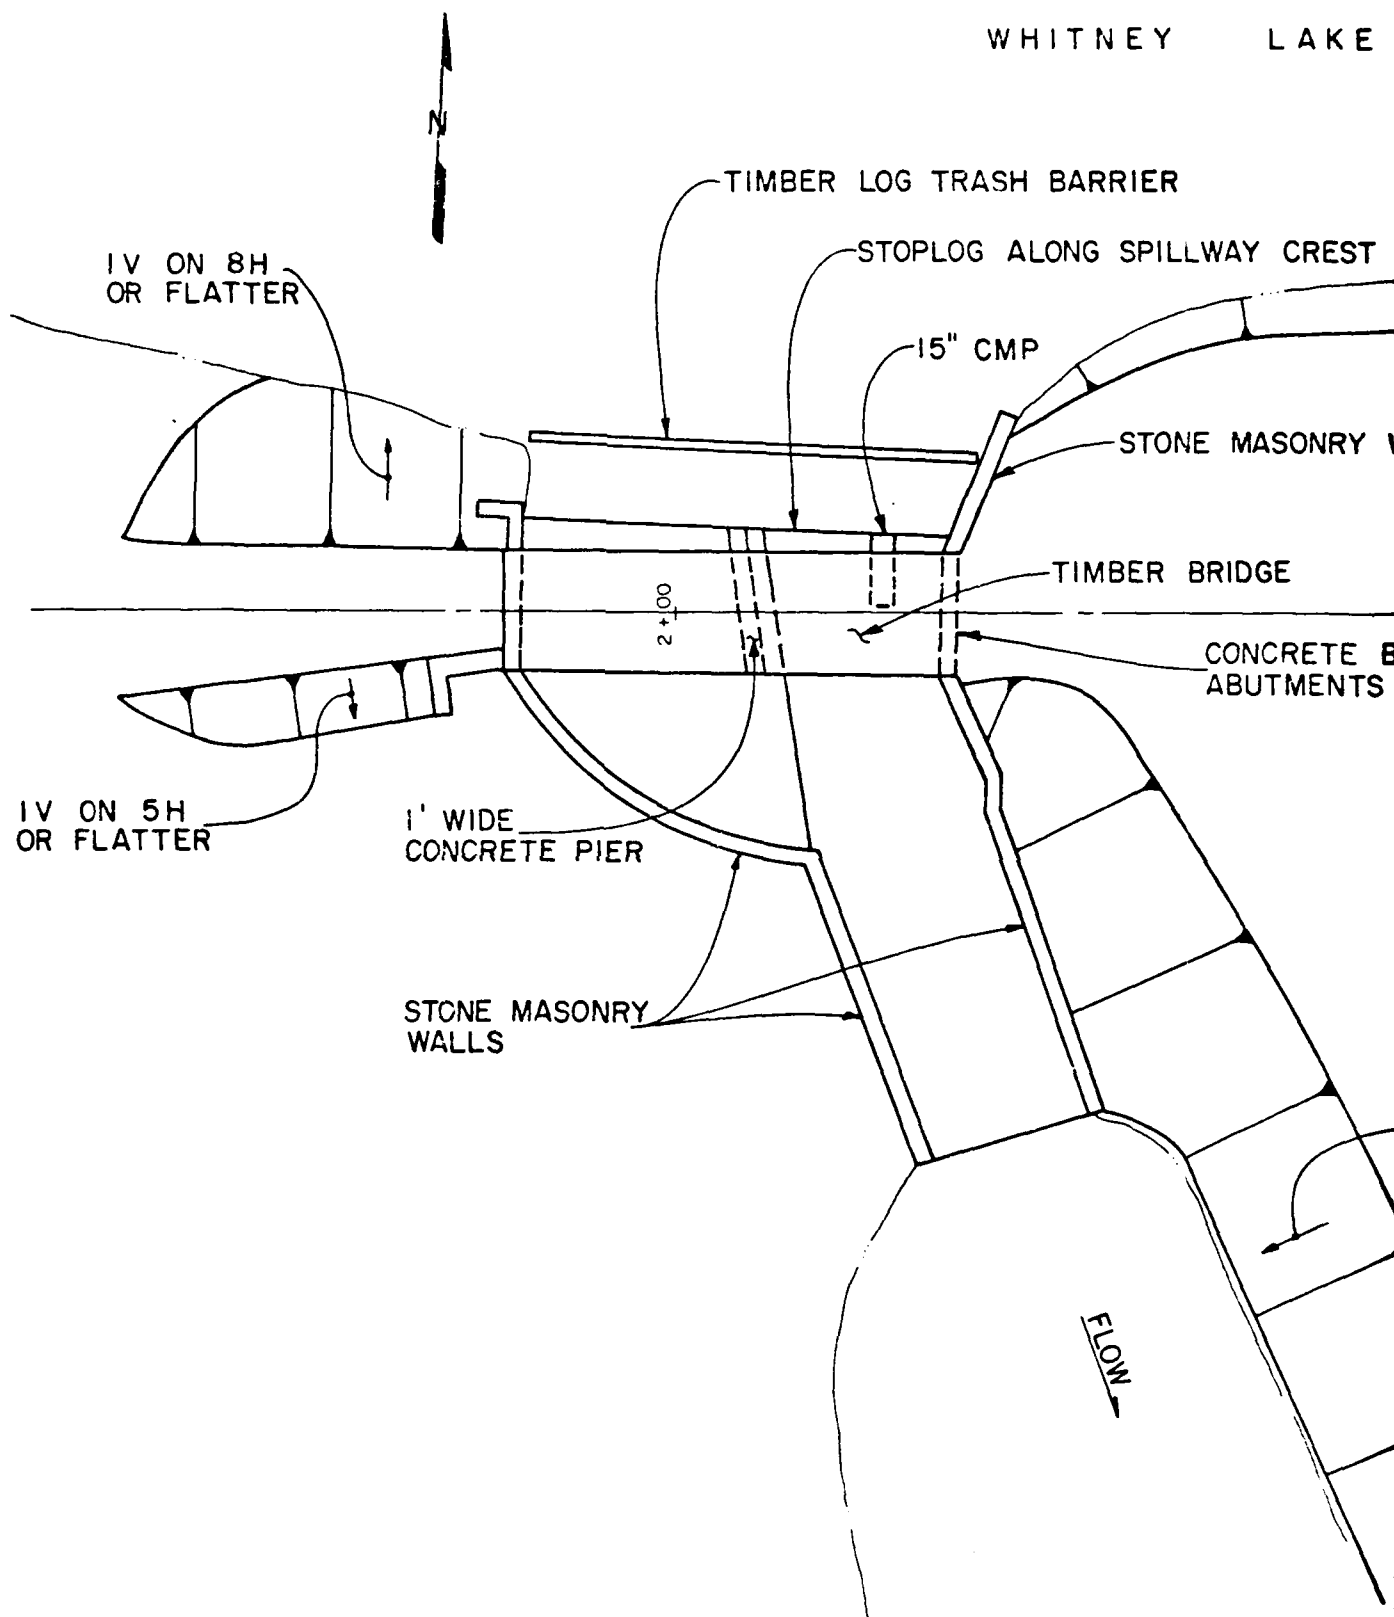 WHITNEY LAKE
N
TIMBER LOG TRASH BARRIER
STOPLOG ALONG SPILLWAY CREST
1V ON 8H
OR FLATTER
15" CMP
STONE MASONRY
TIMBER BRIDGE
2+00
CONCRETE B
ABUTMENTS
1V ON 5H
OR FLATTER
1' WIDE
CONCRETE PIER
STONE MASONRY
WALLS
FLOW